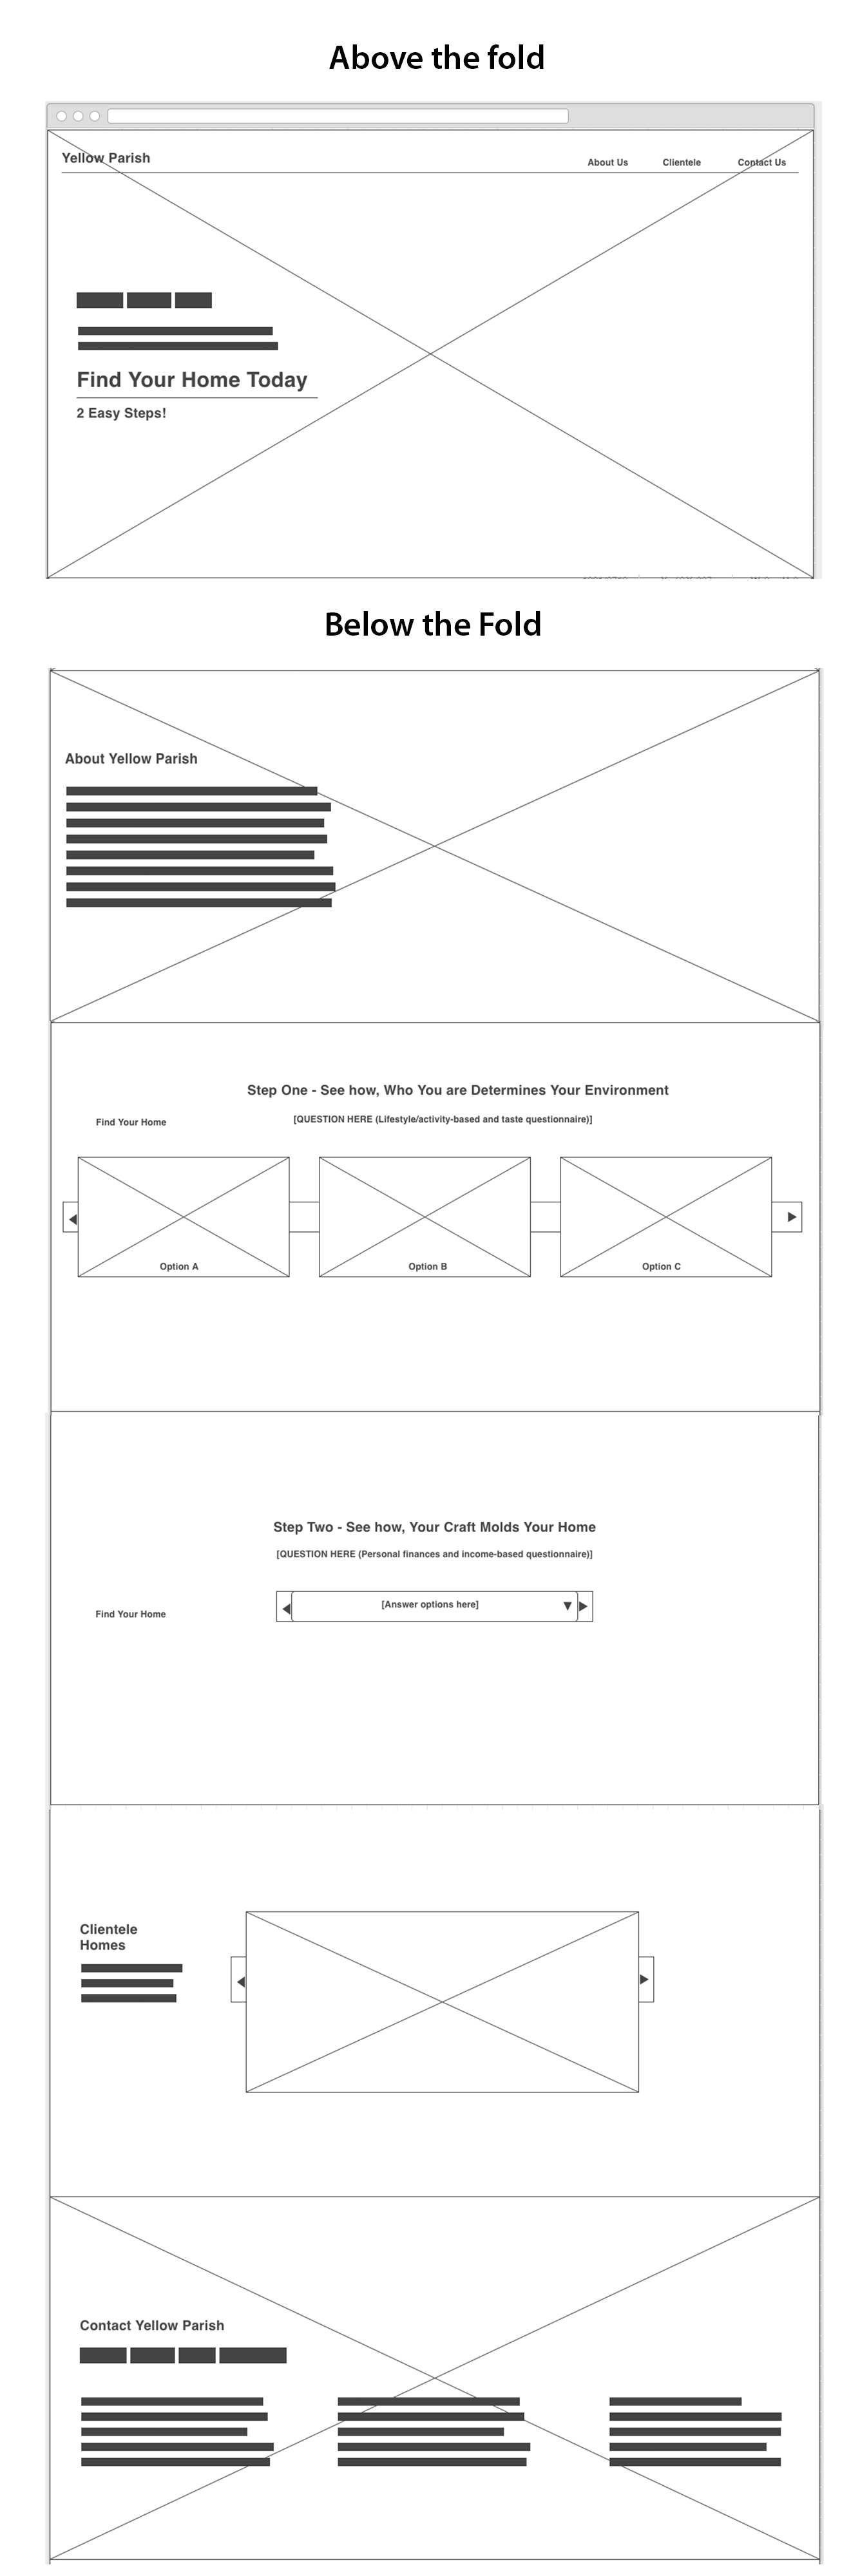 Above the fold
Yellow Parish
About Us
Clientele
Contact Us
Find Your Home Today
2 Easy Steps!
Below the Fold
About Yellow Parish
Step One - See how, Who You are Determines Your Environment
Find Your Home
[QUESTION HERE (Lifestyle/activity-based and taste questionnaire)]
Option A
Option B
Option C
Step Two - See how, Your Craft Molds Your Home
[QUESTION HERE (Personal finances and income-based questionnaire)]
[Answer options here]
Find Your Home
Clientele
Homes
Contact Yellow Parish